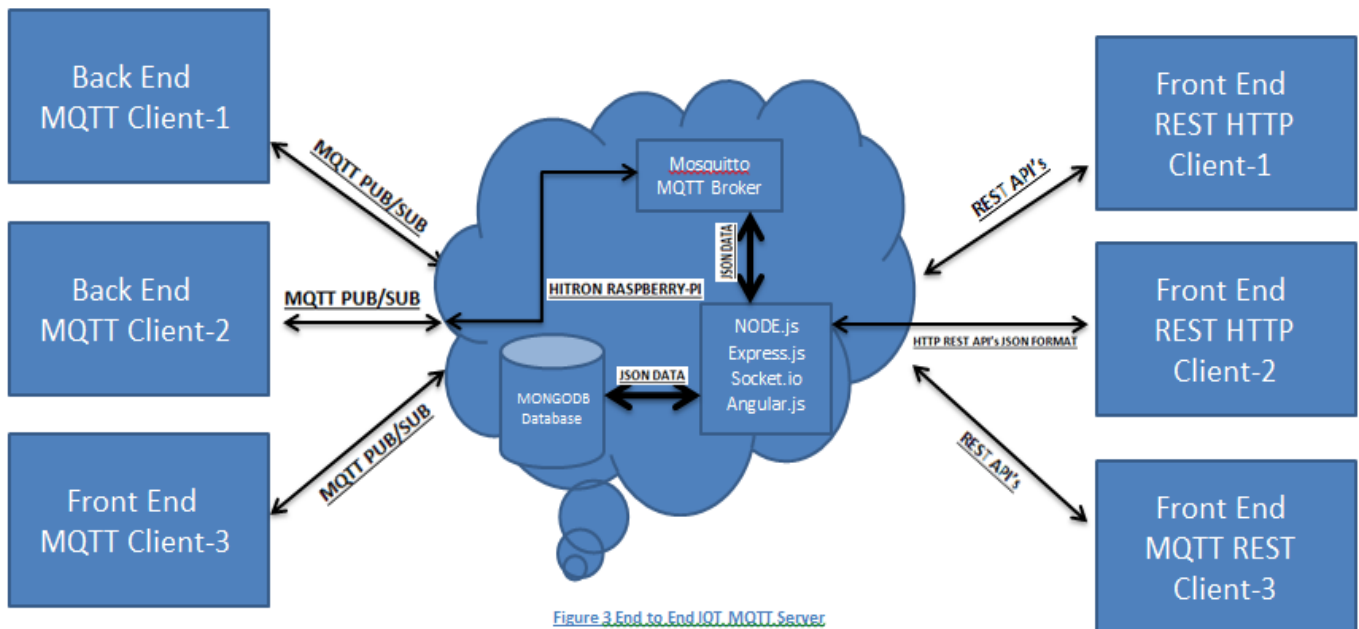 Back End
MQTT Client-1
Back End
MQTT Client-2
Front End
MQTT Client-3
MQTT PUB/SUB
MQTT PUB/SUB
MQTT PUB/SUB
Mosquitto
MQTT Broker
JSON DATA
HITRON RASPBERRY-PI
NODE.js
Express.js
Socket.io
Angular.js
JSON DATA
MONGODB
Database
REST API's
HTTP REST API's JSON FORMAT
REST API's
Front End
REST HTTP
Client-1
Front End
REST HTTP
Client-2
Front End
MQTT REST
Client-3
Figure 3 End to End IOT MQTT Server